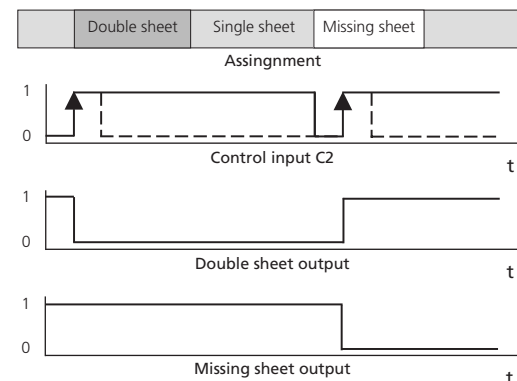 Double sheet Single sheet Missing sheet
Assingnment
1
0
Control input C2
t
1
0
Double sheet output
t
1
0
Missing sheet output
t